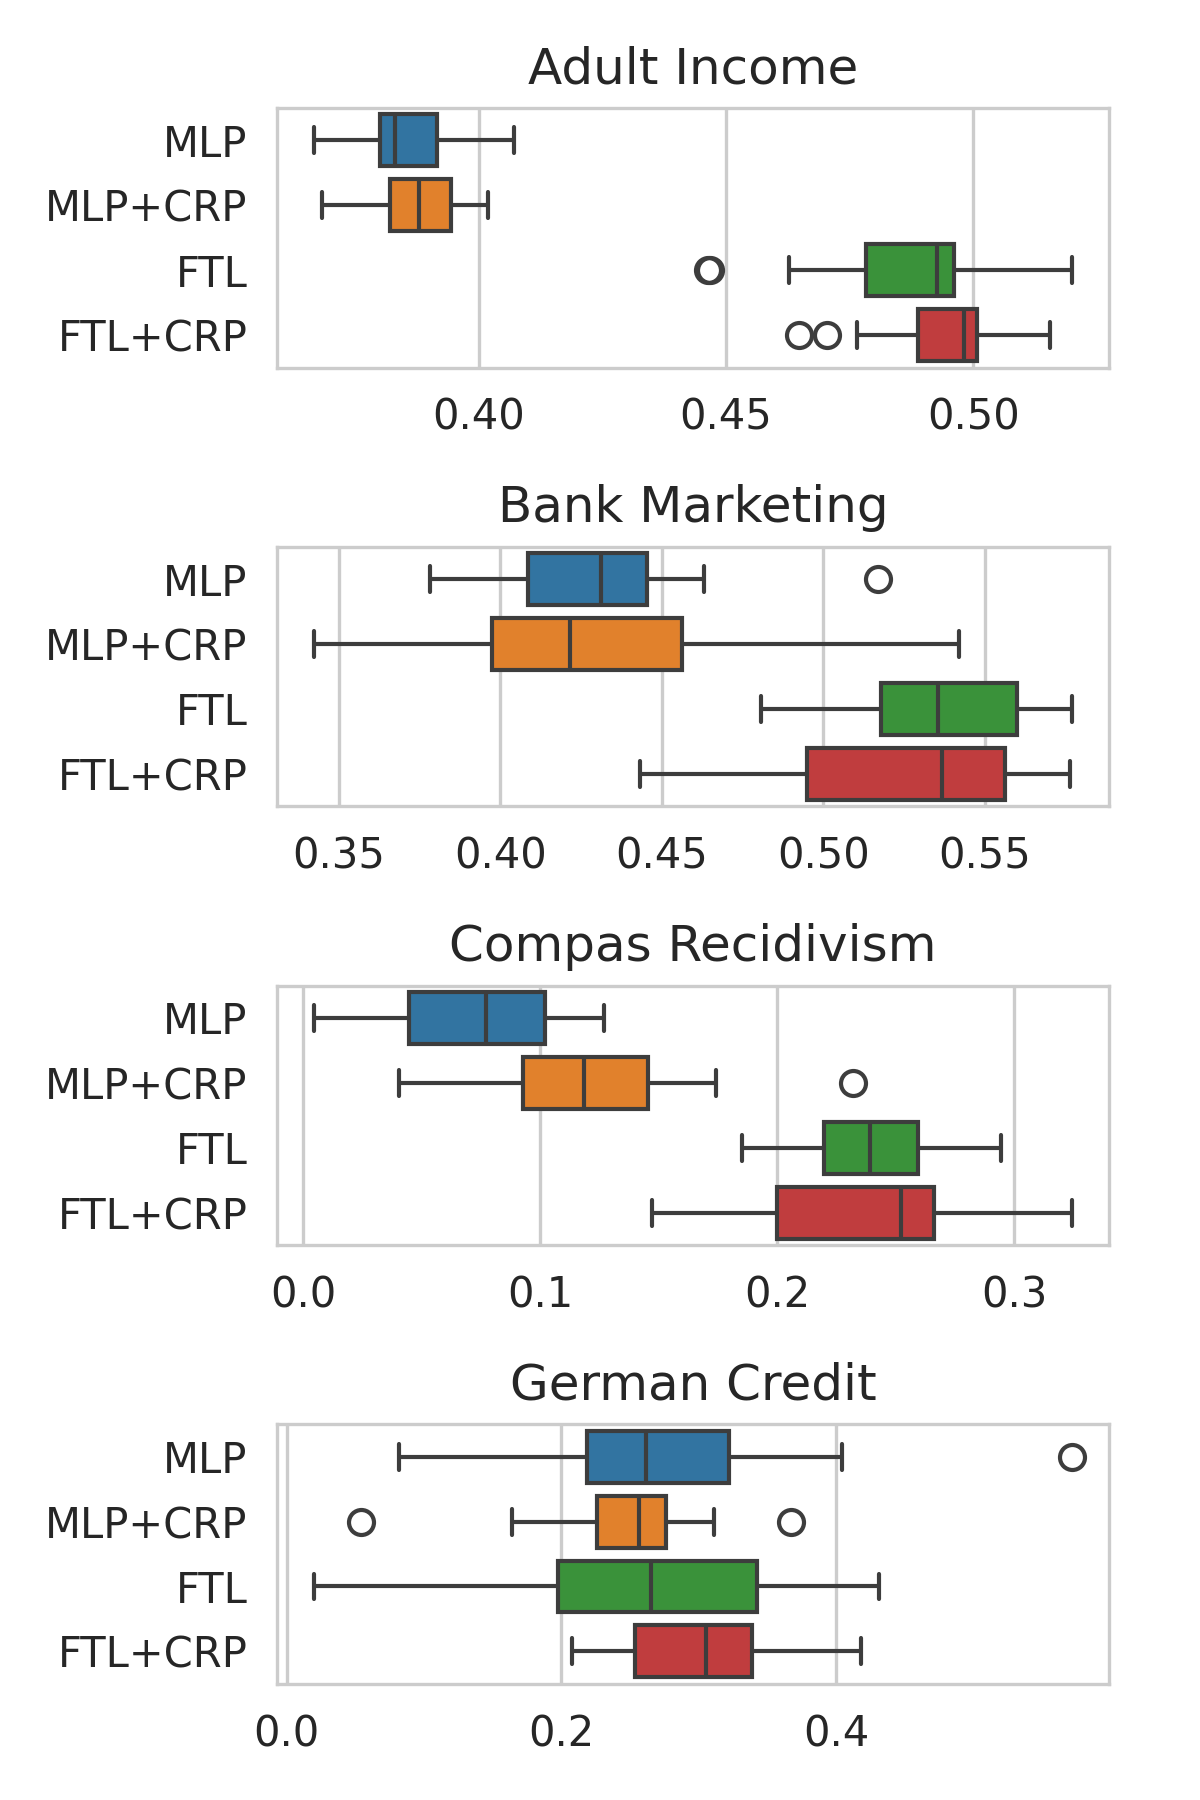 Adult Income
MLP
MLP+CRP
FTL
FTL+CRP
0.40 0.45 0.50
Bank Marketing
MLP
MLP+CRP
FTL
FTL+CRP
0.35 0.40 0.45 0.50 0.55
Compas Recidivism
MLP
MLP+CRP
FTL
FTL+CRP
0.0 0.1 0.2 0.3
German Credit
MLP
MLP+CRP
FTL
FTL+CRP
0.0 0.2 0.4